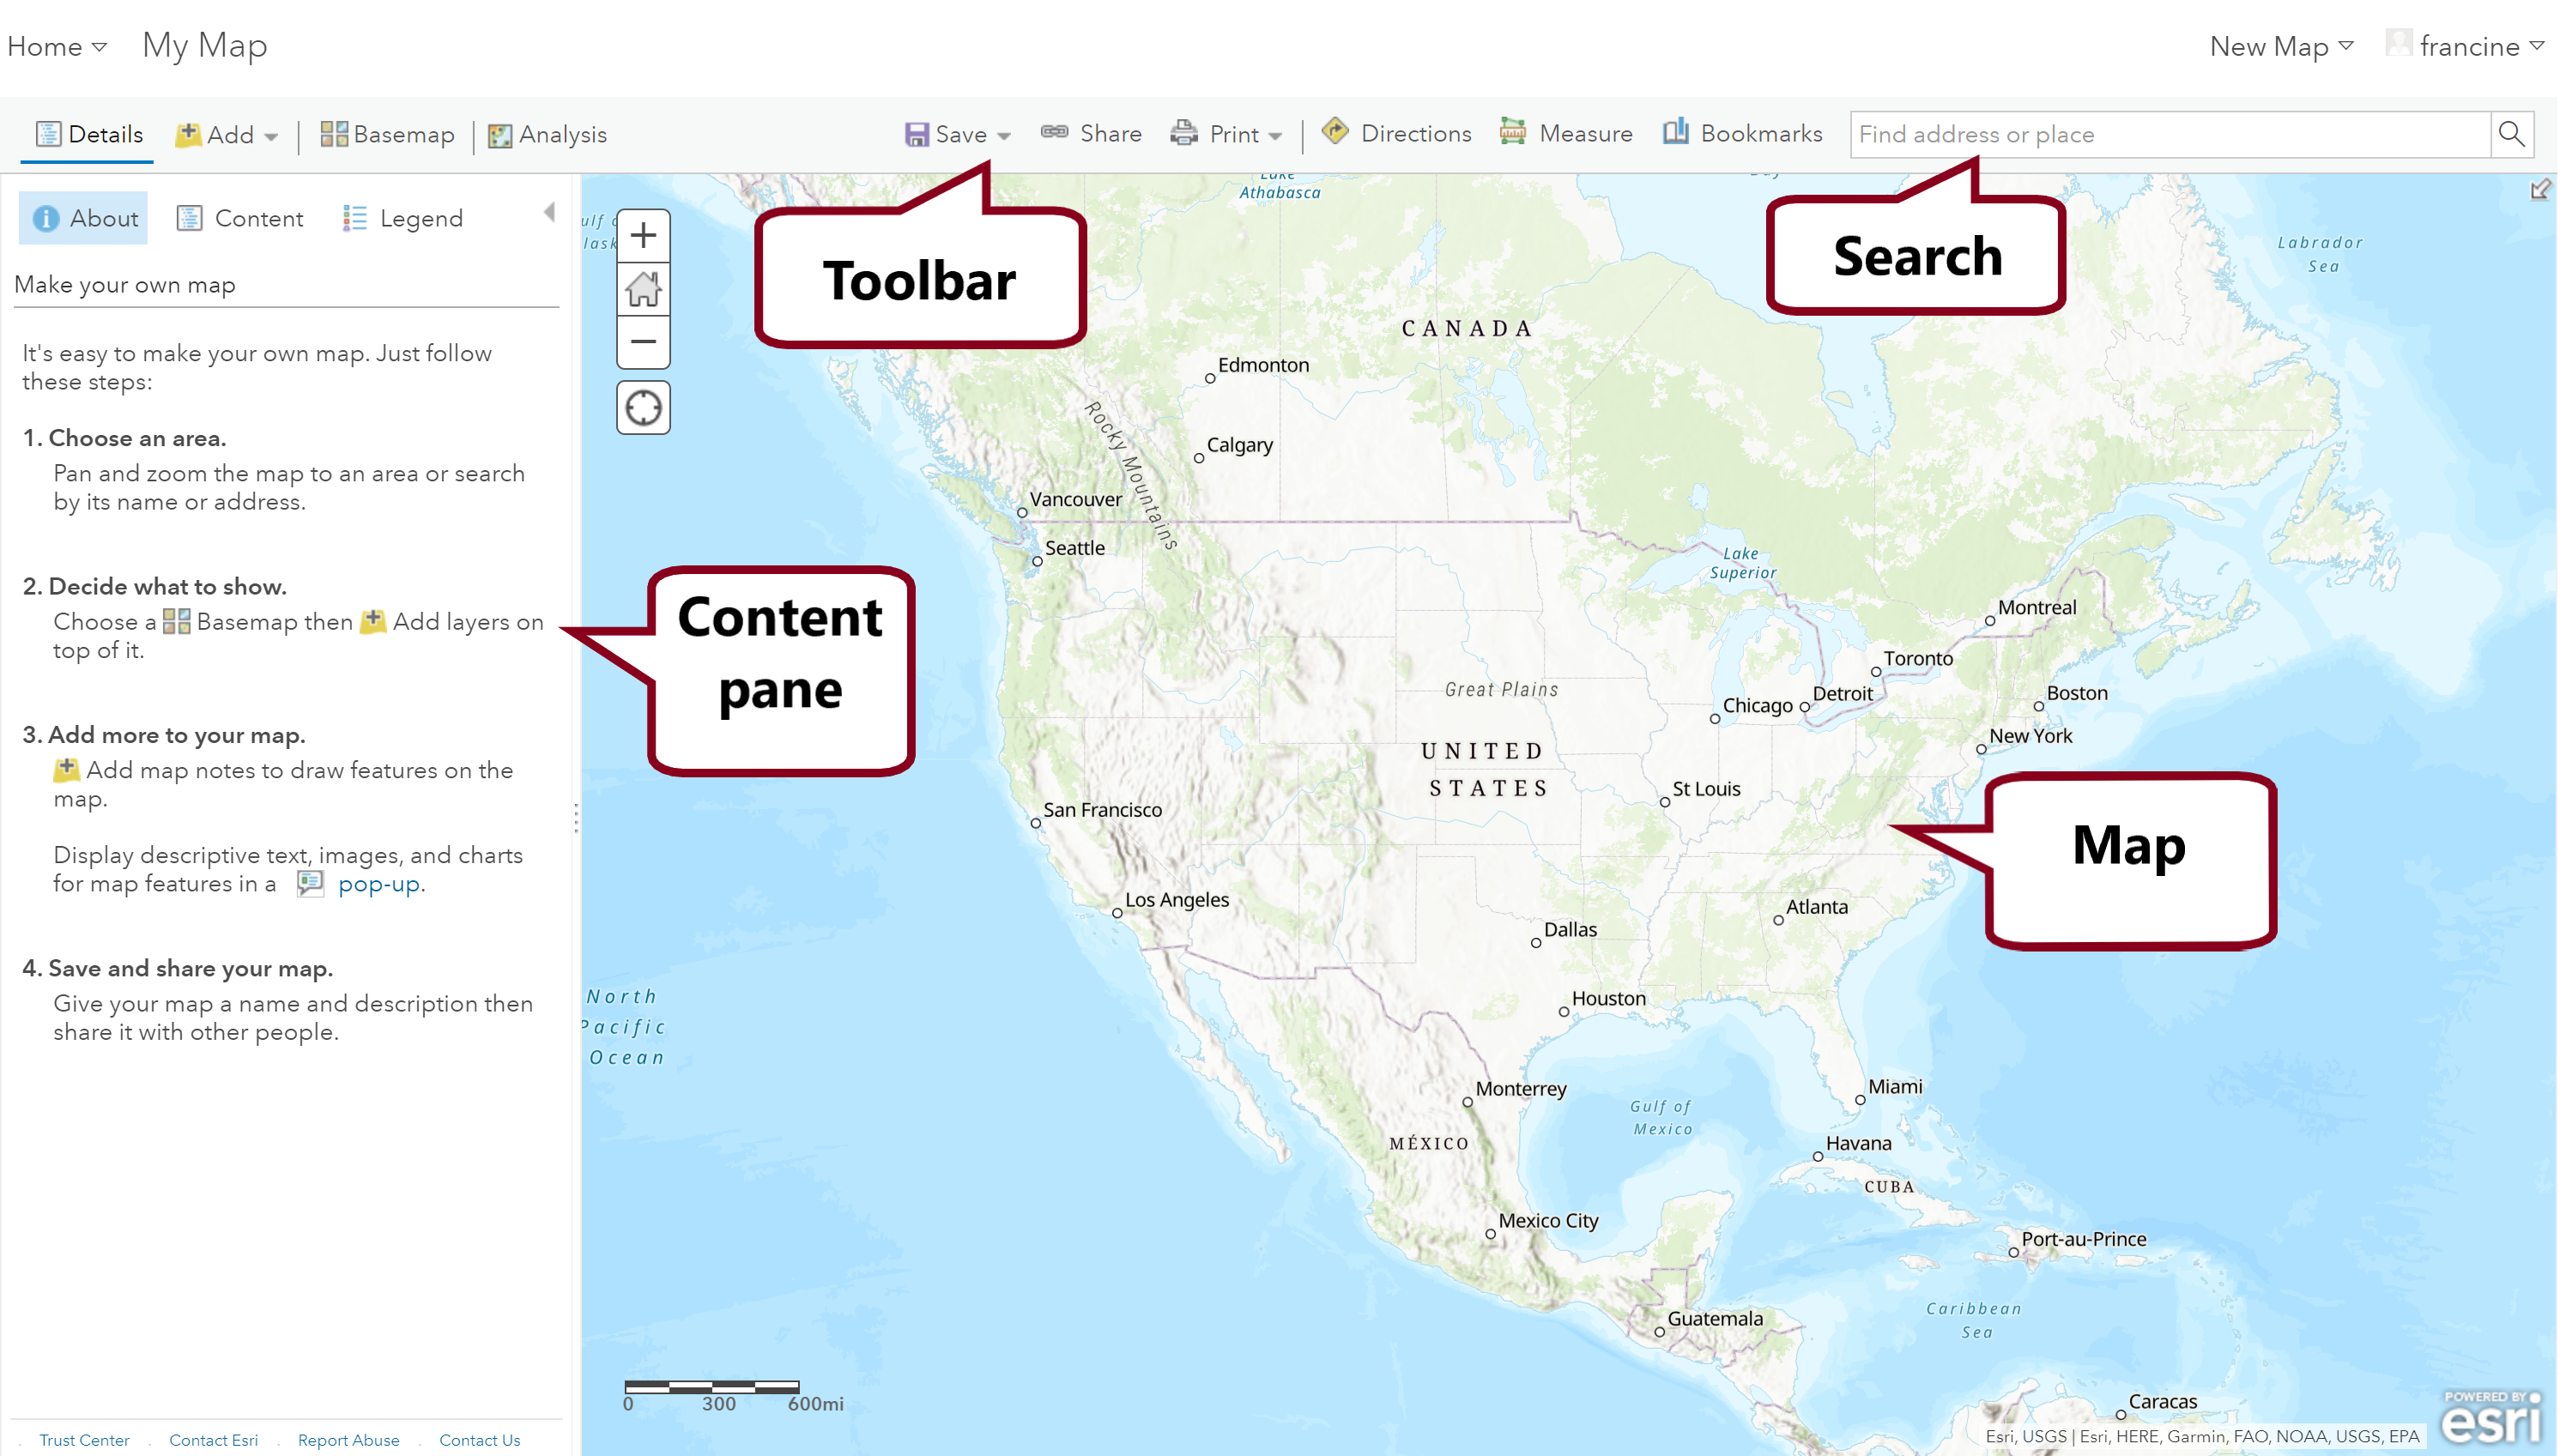 Home
My Map
New Map
francine
Details
Add
Basemap
Analysis
Save
Share
Print
Directions
Measure
Bookmarks
Find address or place
About
Content
Legend
Make your own map
It's easy to make your own map. Just follow
these steps:
1. Choose an area.
Pan and zoom the map to an area or search
by its name or address.
2. Decide what to show.
Choose a Basemap then Add layers on
top of it.
3. Add more to your map.
Add map notes to draw features on the
map.
Display descriptive text, images, and charts
for map features in a pop-up.
4. Save and share your map.
Give your map a name and description then
share it with other people.
Trust Center
Contact Esri
Report Abuse
Contact Us
Toolbar
Search
Content
pane
Map
Lake
Athabasca
Labrador
Sea
CANADA
Edmonton
Calgary
Rocky Mountains
Vancouver
Seattle
Lake
Superior
Montreal
Toronto
Detroit
Chicago
Boston
New York
Great Plains
UNITED
STATES
St Louis
San Francisco
Los Angeles
Atlanta
Dallas
Houston
North
Pacific
Ocean
Monterrey
Miami
Gulf of
Mexico
MÉXICO
Havana
CUBA
Mexico City
Port-au-Prince
Guatemala
Caribbean
Sea
Caracas
0 300 600mi
POWERED BY
esri
Esri, USGS | Esri, HERE, Garmin, FAO, NOAA, USGS, EPA